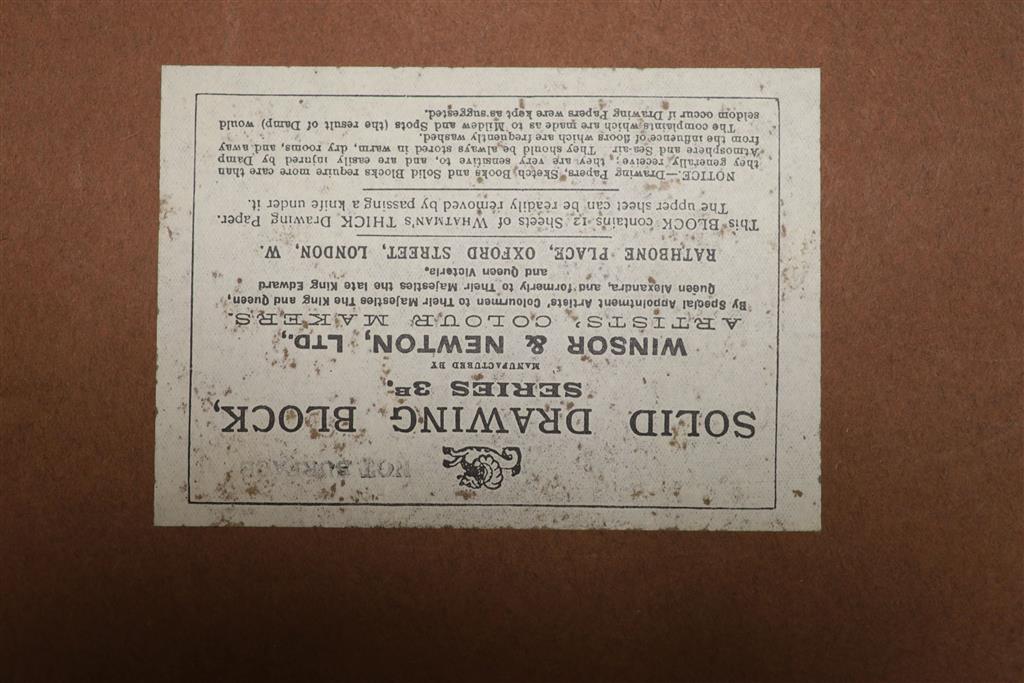 HOT SURFACE
SOLID DRAWING BLOCK,
SERIES 3B.
MANUFACTURED BY
WINSOR & NEWTON, LTD.,
ARTISTS' COLOUR MAKERS.
By Special Appointment Artists' Colourmen to Their Majesties The King and Queen,
Queen Alexandra, and formerly to Their Majesties the late King Edward
and Queen Victoria.
RATHBONE PLACE, OXFORD STREET, LONDON, W.
This BLOCK contains 12 Sheets of WHATMAN'S THICK Drawing Paper.
The upper sheet can be readily removed by passing a knife under it.
NOTICE.—Drawing Papers, Sketch Books and Solid Blocks require more care than
they generally receive; they are very sensitive to, and are easily injured by Damp
Atmosphere and Sea-air. They should be always stored in warm, dry rooms, and away
from the influence of floors which are frequently washed.
The complaints which are made as to Mildew and Spots (the result of Damp) would
seldom occur if Drawing Papers were kept as suggested.